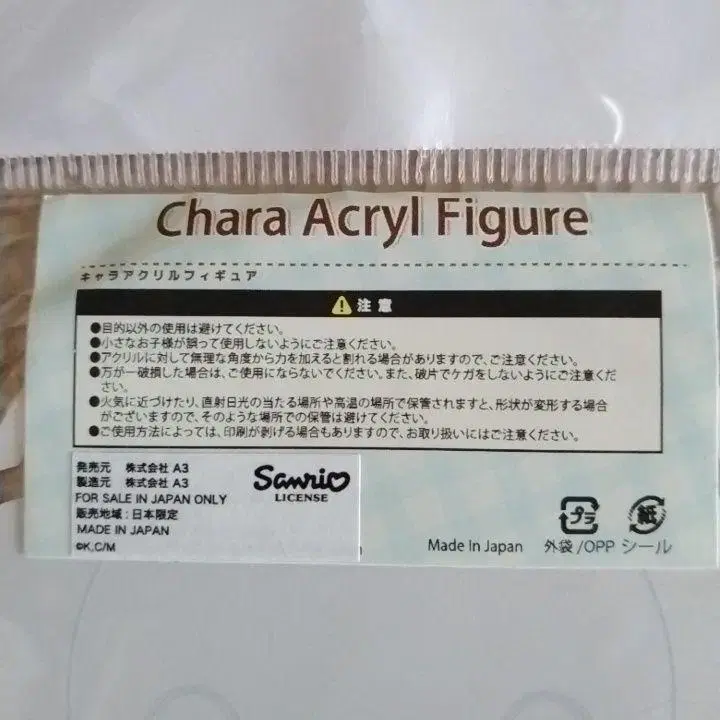 Chara Acryl Figure
キャラアクリルフィギュア
注意
●目的以外の使用は避けてください。
●小さなお子様が誤って使用しないようにご注意ください。
●アクリルに対して無理な角度から力を加えると割れる場合がありますので、ご注意ください。
●万が一破損した場合は、ご使用にならないでください。また、破片でケガをしないようにご注意くだ
さい。
●火気に近づけたり、直射日光の当たる場所や高温の場所で保管されますと、形状が変形する場合
がございますので、そのような場所での保管は避けてください。
●ご使用方法によっては、印刷が剥げる場合もありますので、お取り扱いにはご注意ください。
発売元 株式会社 A3
製造元 株式会社 A3
FOR SALE IN JAPAN ONLY
販売地域:日本限定
MADE IN JAPAN
©K,C/M
Sanrio
LICENSE
Made In Japan
プラ
外袋/OPP
紙
シール